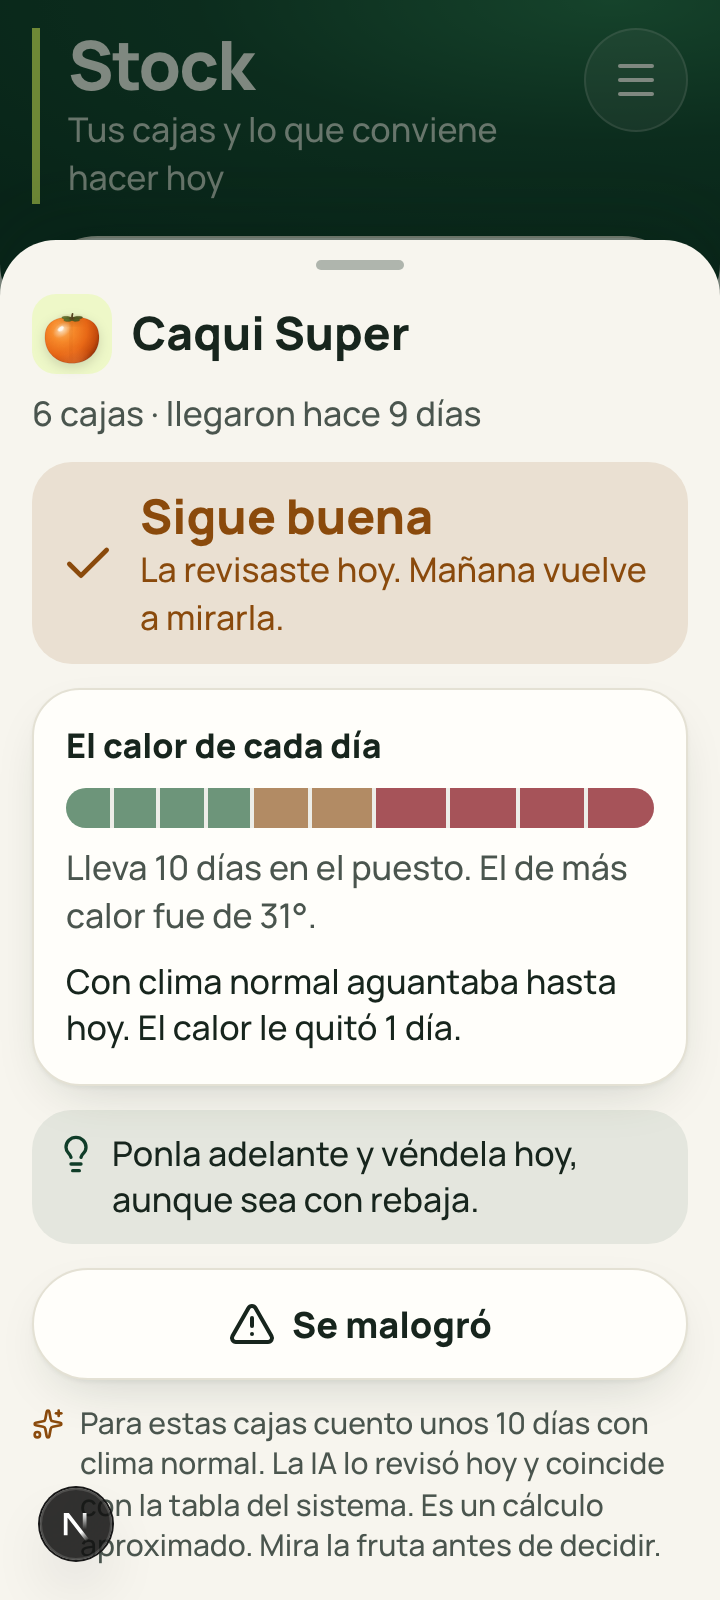 Stock
Tus cajas y lo que conviene
hacer hoy
Caqui Super
6 cajas · llegaron hace 9 días
Sigue buena
La revisaste hoy. Mañana vuelve
a mirarla.
El calor de cada día
Lleva 10 días en el puesto. El de más
calor fue de 31°.
Con clima normal aguantaba hasta
hoy. El calor le quitó 1 día.
Ponla adelante y véndela hoy,
aunque sea con rebaja.
Se malogró
Para estas cajas cuento unos 10 días con
clima normal. La IA lo revisó hoy y coincide
con la tabla del sistema. Es un cálculo
N
aproximado. Mira la fruta antes de decidir.